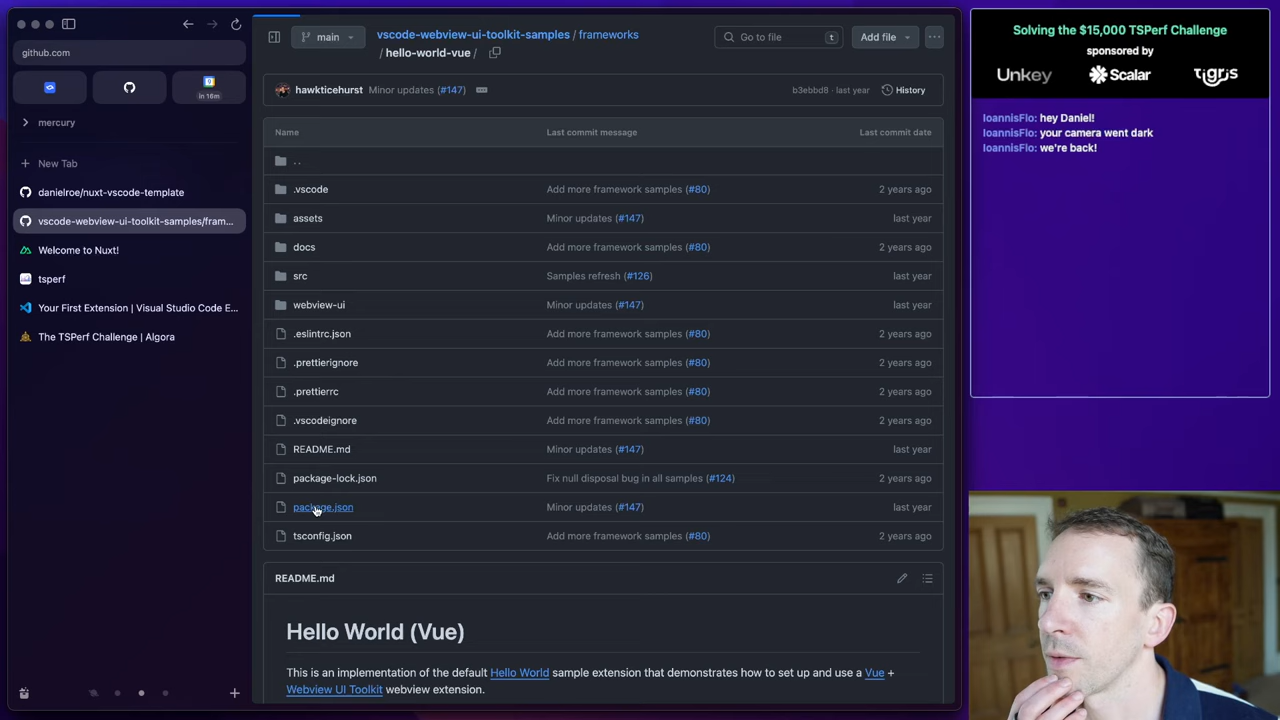 github.com
in 16m
mercury
New Tab
danielroe/nuxt-vscode-template
vscode-webview-ui-toolkit-samples/fram...
Welcome to Nuxt!
tsperf
Your First Extension | Visual Studio Code E...
The TSPerf Challenge | Algora
main
vscode-webview-ui-toolkit-samples / frameworks
/ hello-world-vue /
Go to file
t
Add file
hawkticehurst Minor updates (#147)
b3ebbd8 · last year
History
Name Last commit message Last commit date
..
.vscode Add more framework samples (#80) 2 years ago
assets Minor updates (#147) last year
docs Add more framework samples (#80) 2 years ago
src Samples refresh (#126) last year
webview-ui Minor updates (#147) last year
.eslintrc.json Add more framework samples (#80) 2 years ago
.prettierignore Add more framework samples (#80) 2 years ago
.prettierrc Add more framework samples (#80) 2 years ago
.vscodeignore Add more framework samples (#80) 2 years ago
README.md Minor updates (#147) last year
package-lock.json Fix null disposal bug in all samples (#124) 2 years ago
package.json Minor updates (#147) last year
tsconfig.json Add more framework samples (#80) 2 years ago
README.md
Hello World (Vue)
This is an implementation of the default Hello World sample extension that demonstrates how to set up and use a Vue +
Webview UI Toolkit webview extension.
Solving the $15,000 TSPerf Challenge
sponsored by
Unkey Scalar tigris
IoannisFlo: hey Daniel!
IoannisFlo: your camera went dark
IoannisFlo: we're back!